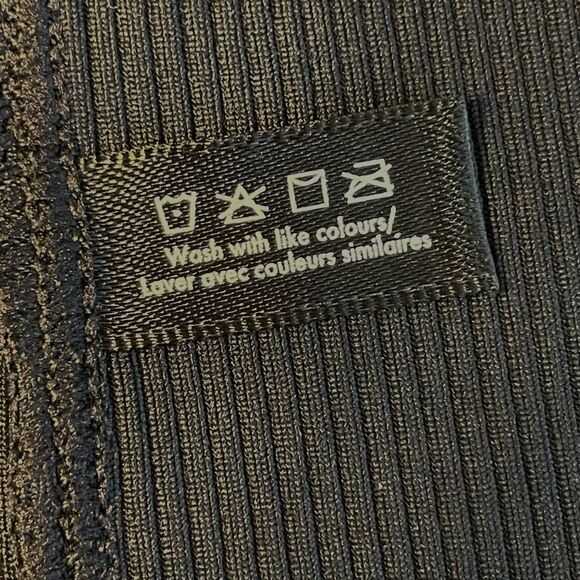 Wash with like colours/
Laver avec couleurs similaires